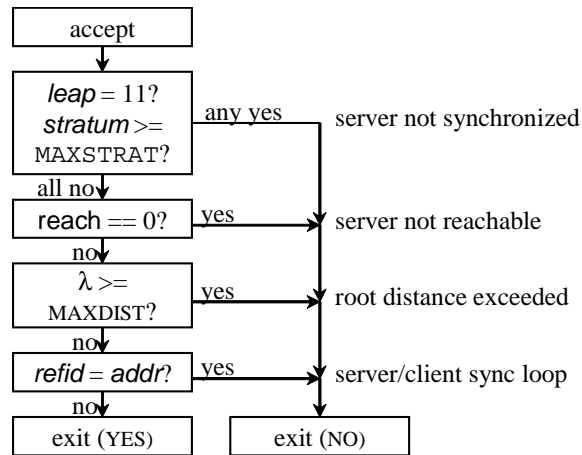 accept
leap = 11?
stratum >=
MAXSTRAT?
any yes
server not synchronized
all no
reach == 0?
yes
server not reachable
no
λ >=
MAXDIST?
yes
root distance exceeded
no
refid = addr?
yes
server/client sync loop
no
exit (YES)
exit (NO)